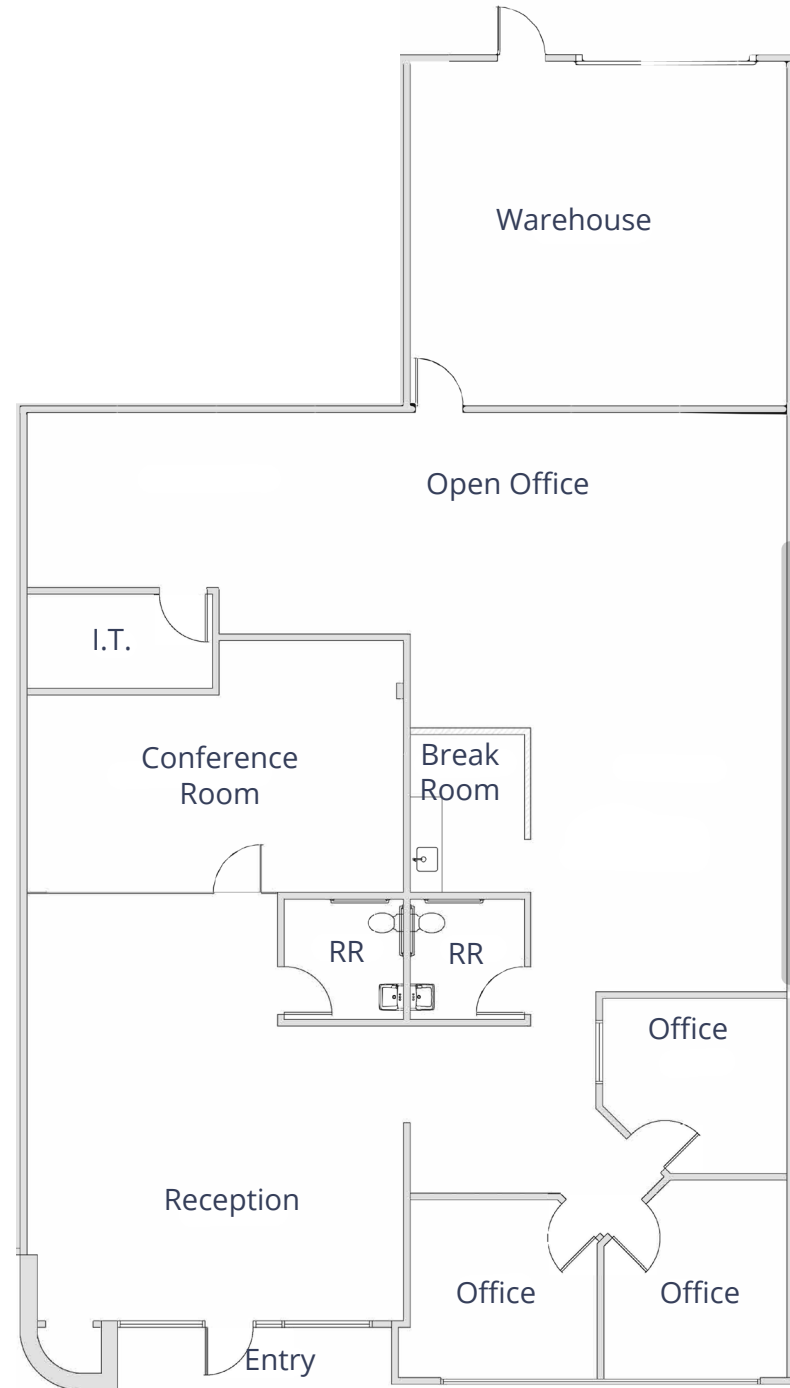 Warehouse
Open Office
I.T.
Conference
Room
Break
Room
RR
RR
Office
Reception
Office
Office
Entry